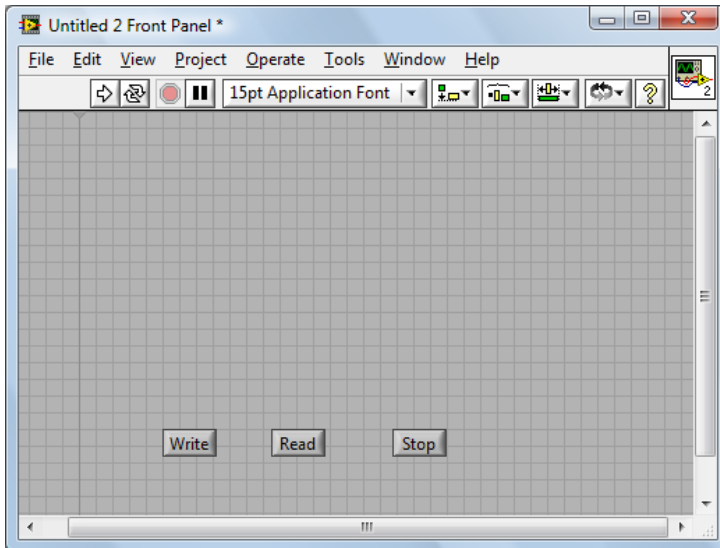 Untitled 2 Front Panel *
File Edit View Project Operate Tools Window Help
15pt Application Font
2
Write Read Stop